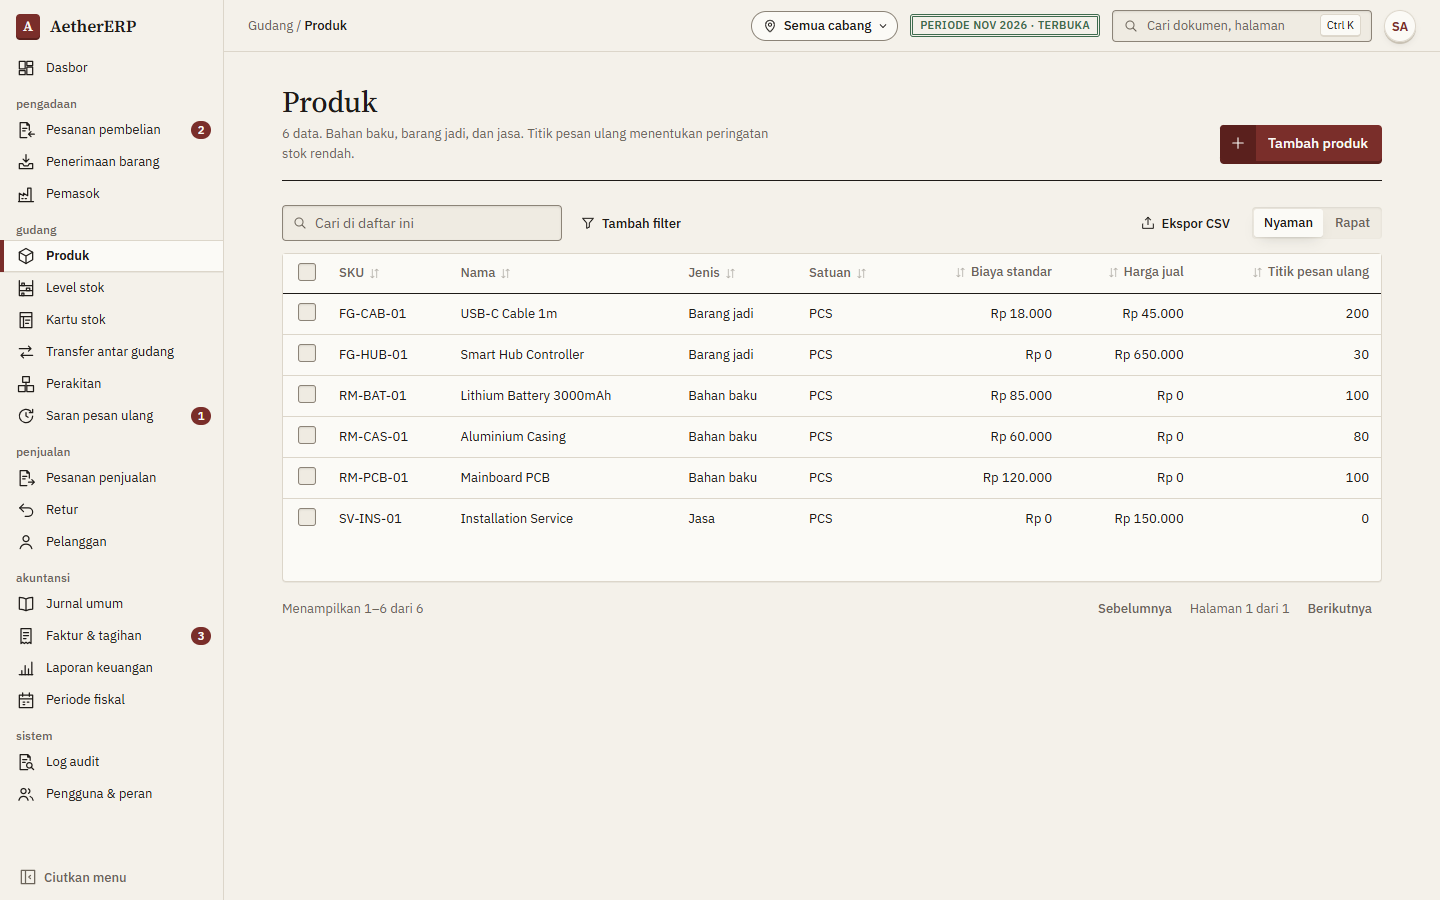 A AetherERP
Dasbor
pengadaan
Pesanan pembelian 2
Penerimaan barang
Pemasok
gudang
Produk
Level stok
Kartu stok
Transfer antar gudang
Perakitan
Saran pesan ulang 1
penjualan
Pesanan penjualan
Retur
Pelanggan
akuntansi
Jurnal umum
Faktur & tagihan 3
Laporan keuangan
Periode fiskal
sistem
Log audit
Pengguna & peran
Ciutkan menu
Gudang / Produk
Semua cabang
PERIODE NOV 2026 · TERBUKA
Cari dokumen, halaman Ctrl K
SA
Produk
6 data. Bahan baku, barang jadi, dan jasa. Titik pesan ulang menentukan peringatan
stok rendah.
Tambah produk
Cari di daftar ini
Tambah filter
Ekspor CSV
Nyaman Rapat
SKU Nama Jenis Satuan Biaya standar Harga jual Titik pesan ulang
FG-CAB-01 USB-C Cable 1m Barang jadi PCS Rp 18.000 Rp 45.000 200
FG-HUB-01 Smart Hub Controller Barang jadi PCS Rp 0 Rp 650.000 30
RM-BAT-01 Lithium Battery 3000mAh Bahan baku PCS Rp 85.000 Rp 0 100
RM-CAS-01 Aluminium Casing Bahan baku PCS Rp 60.000 Rp 0 80
RM-PCB-01 Mainboard PCB Bahan baku PCS Rp 120.000 Rp 0 100
SV-INS-01 Installation Service Jasa PCS Rp 0 Rp 150.000 0
Menampilkan 1–6 dari 6
Sebelumnya Halaman 1 dari 1 Berikutnya